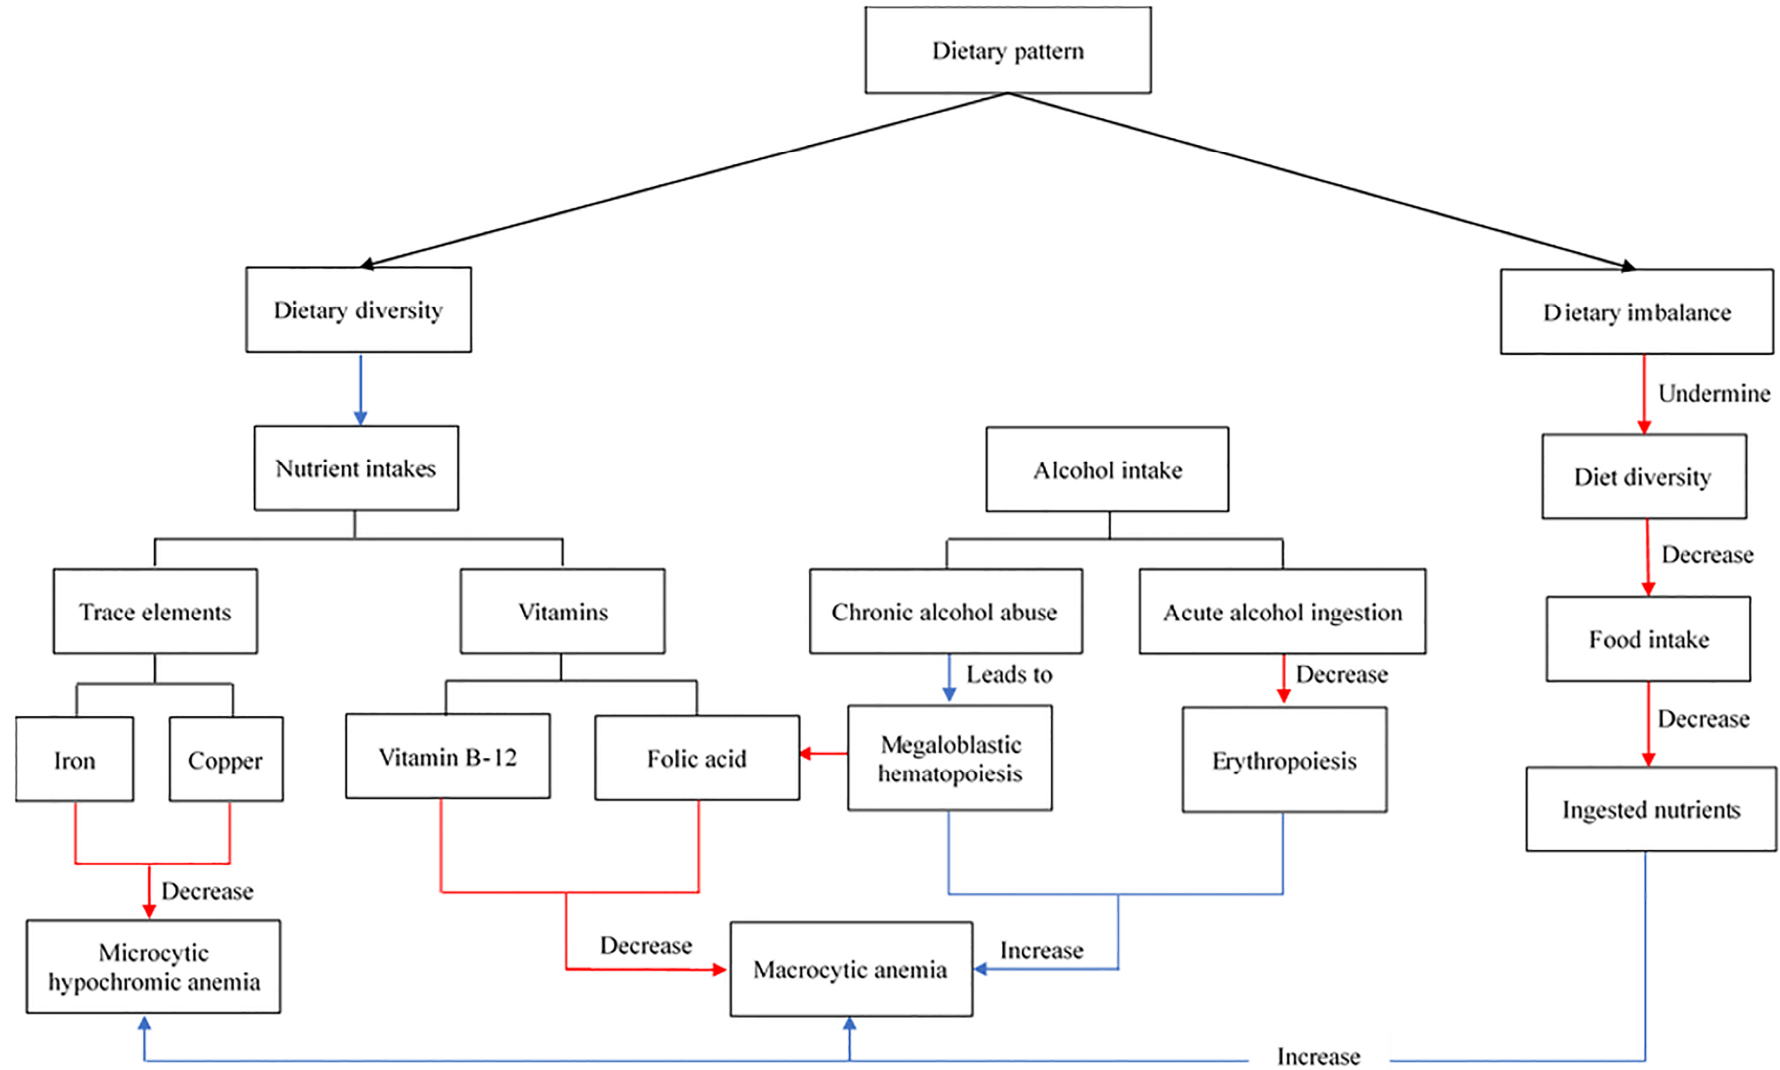 Dietary pattern
Dietary diversity
Dietary imbalance
Undermine
Nutrient intakes
Alcohol intake
Diet diversity
Decrease
Trace elements
Vitamins
Chronic alcohol abuse
Acute alcohol ingestion
Food intake
Leads to
Decrease
Decrease
Iron
Copper
Vitamin B-12
Folic acid
Megaloblastic
hematopoiesis
Erythropoiesis
Ingested nutrients
Decrease
Microcytic
hypochromic anemia
Decrease
Macrocytic anemia
Increase
Increase